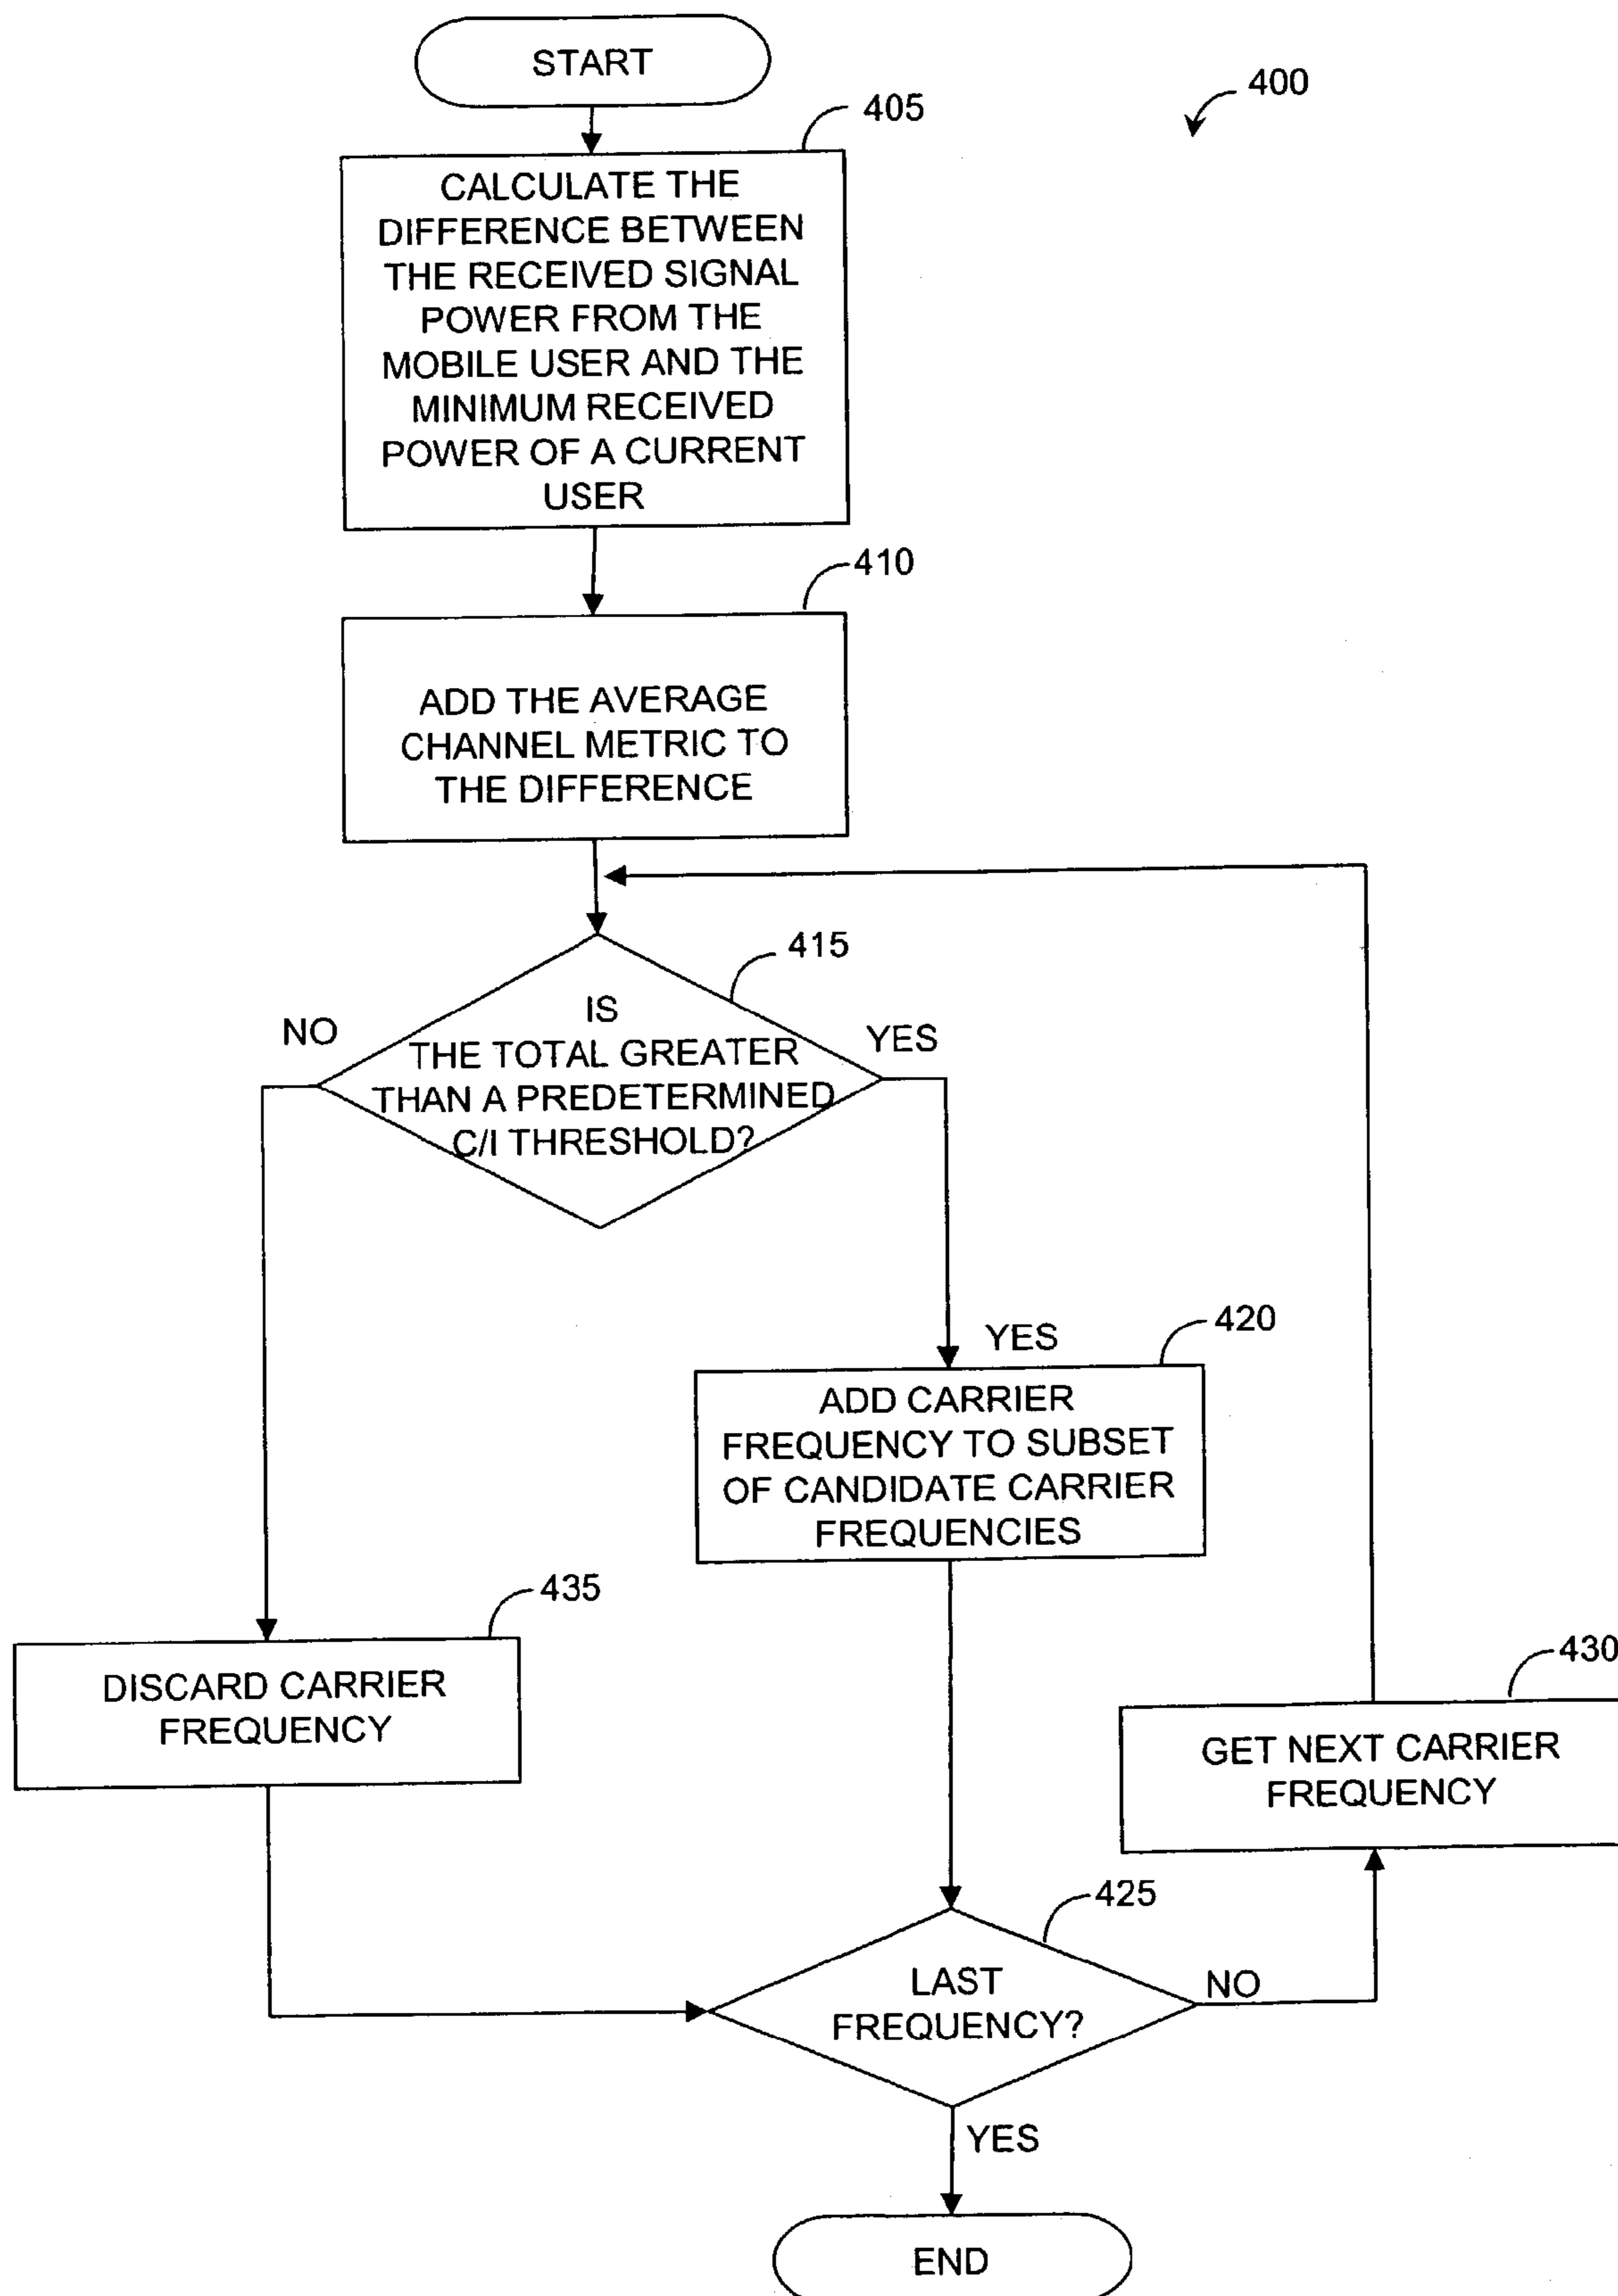 START
400
405
CALCULATE THE
DIFFERENCE BETWEEN
THE RECEIVED SIGNAL
POWER FROM THE
MOBILE USER AND THE
MINIMUM RECEIVED
POWER OF A CURRENT
USER
410
ADD THE AVERAGE
CHANNEL METRIC TO
THE DIFFERENCE
415
NO
YES
IS
THE TOTAL GREATER
THAN A PREDETERMINED
C/I THRESHOLD?
YES
420
ADD CARRIER
FREQUENCY TO SUBSET
OF CANDIDATE CARRIER
FREQUENCIES
435
DISCARD CARRIER
FREQUENCY
430
GET NEXT CARRIER
FREQUENCY
425
LAST
FREQUENCY?
NO
YES
END